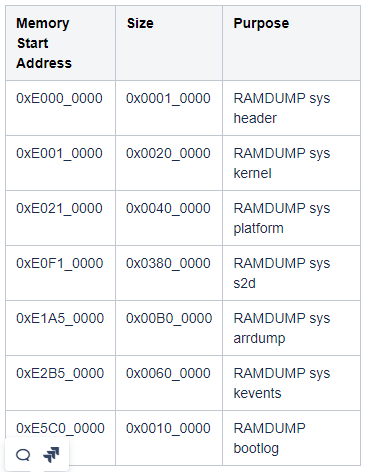 Memory Start Address Size Purpose
0xE000_0000 0x0001_0000 RAMDUMP sys header
0xE001_0000 0x0020_0000 RAMDUMP sys kernel
0xE021_0000 0x0040_0000 RAMDUMP sys platform
0xE0F1_0000 0x0380_0000 RAMDUMP sys s2d
0xE1A5_0000 0x00B0_0000 RAMDUMP sys arrdump
0xE2B5_0000 0x0060_0000 RAMDUMP sys kevents
0xE5C0_0000 0x0010_0000 RAMDUMP bootlog